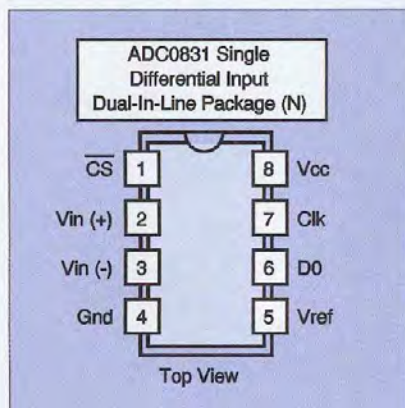 ADC0831 Single
Differential Input
Dual-In-Line Package (N)
CS 1 8 Vcc
Vin (+) 2 7 Clk
Vin (-) 3 6 D0
Gnd 4 5 Vref
Top View